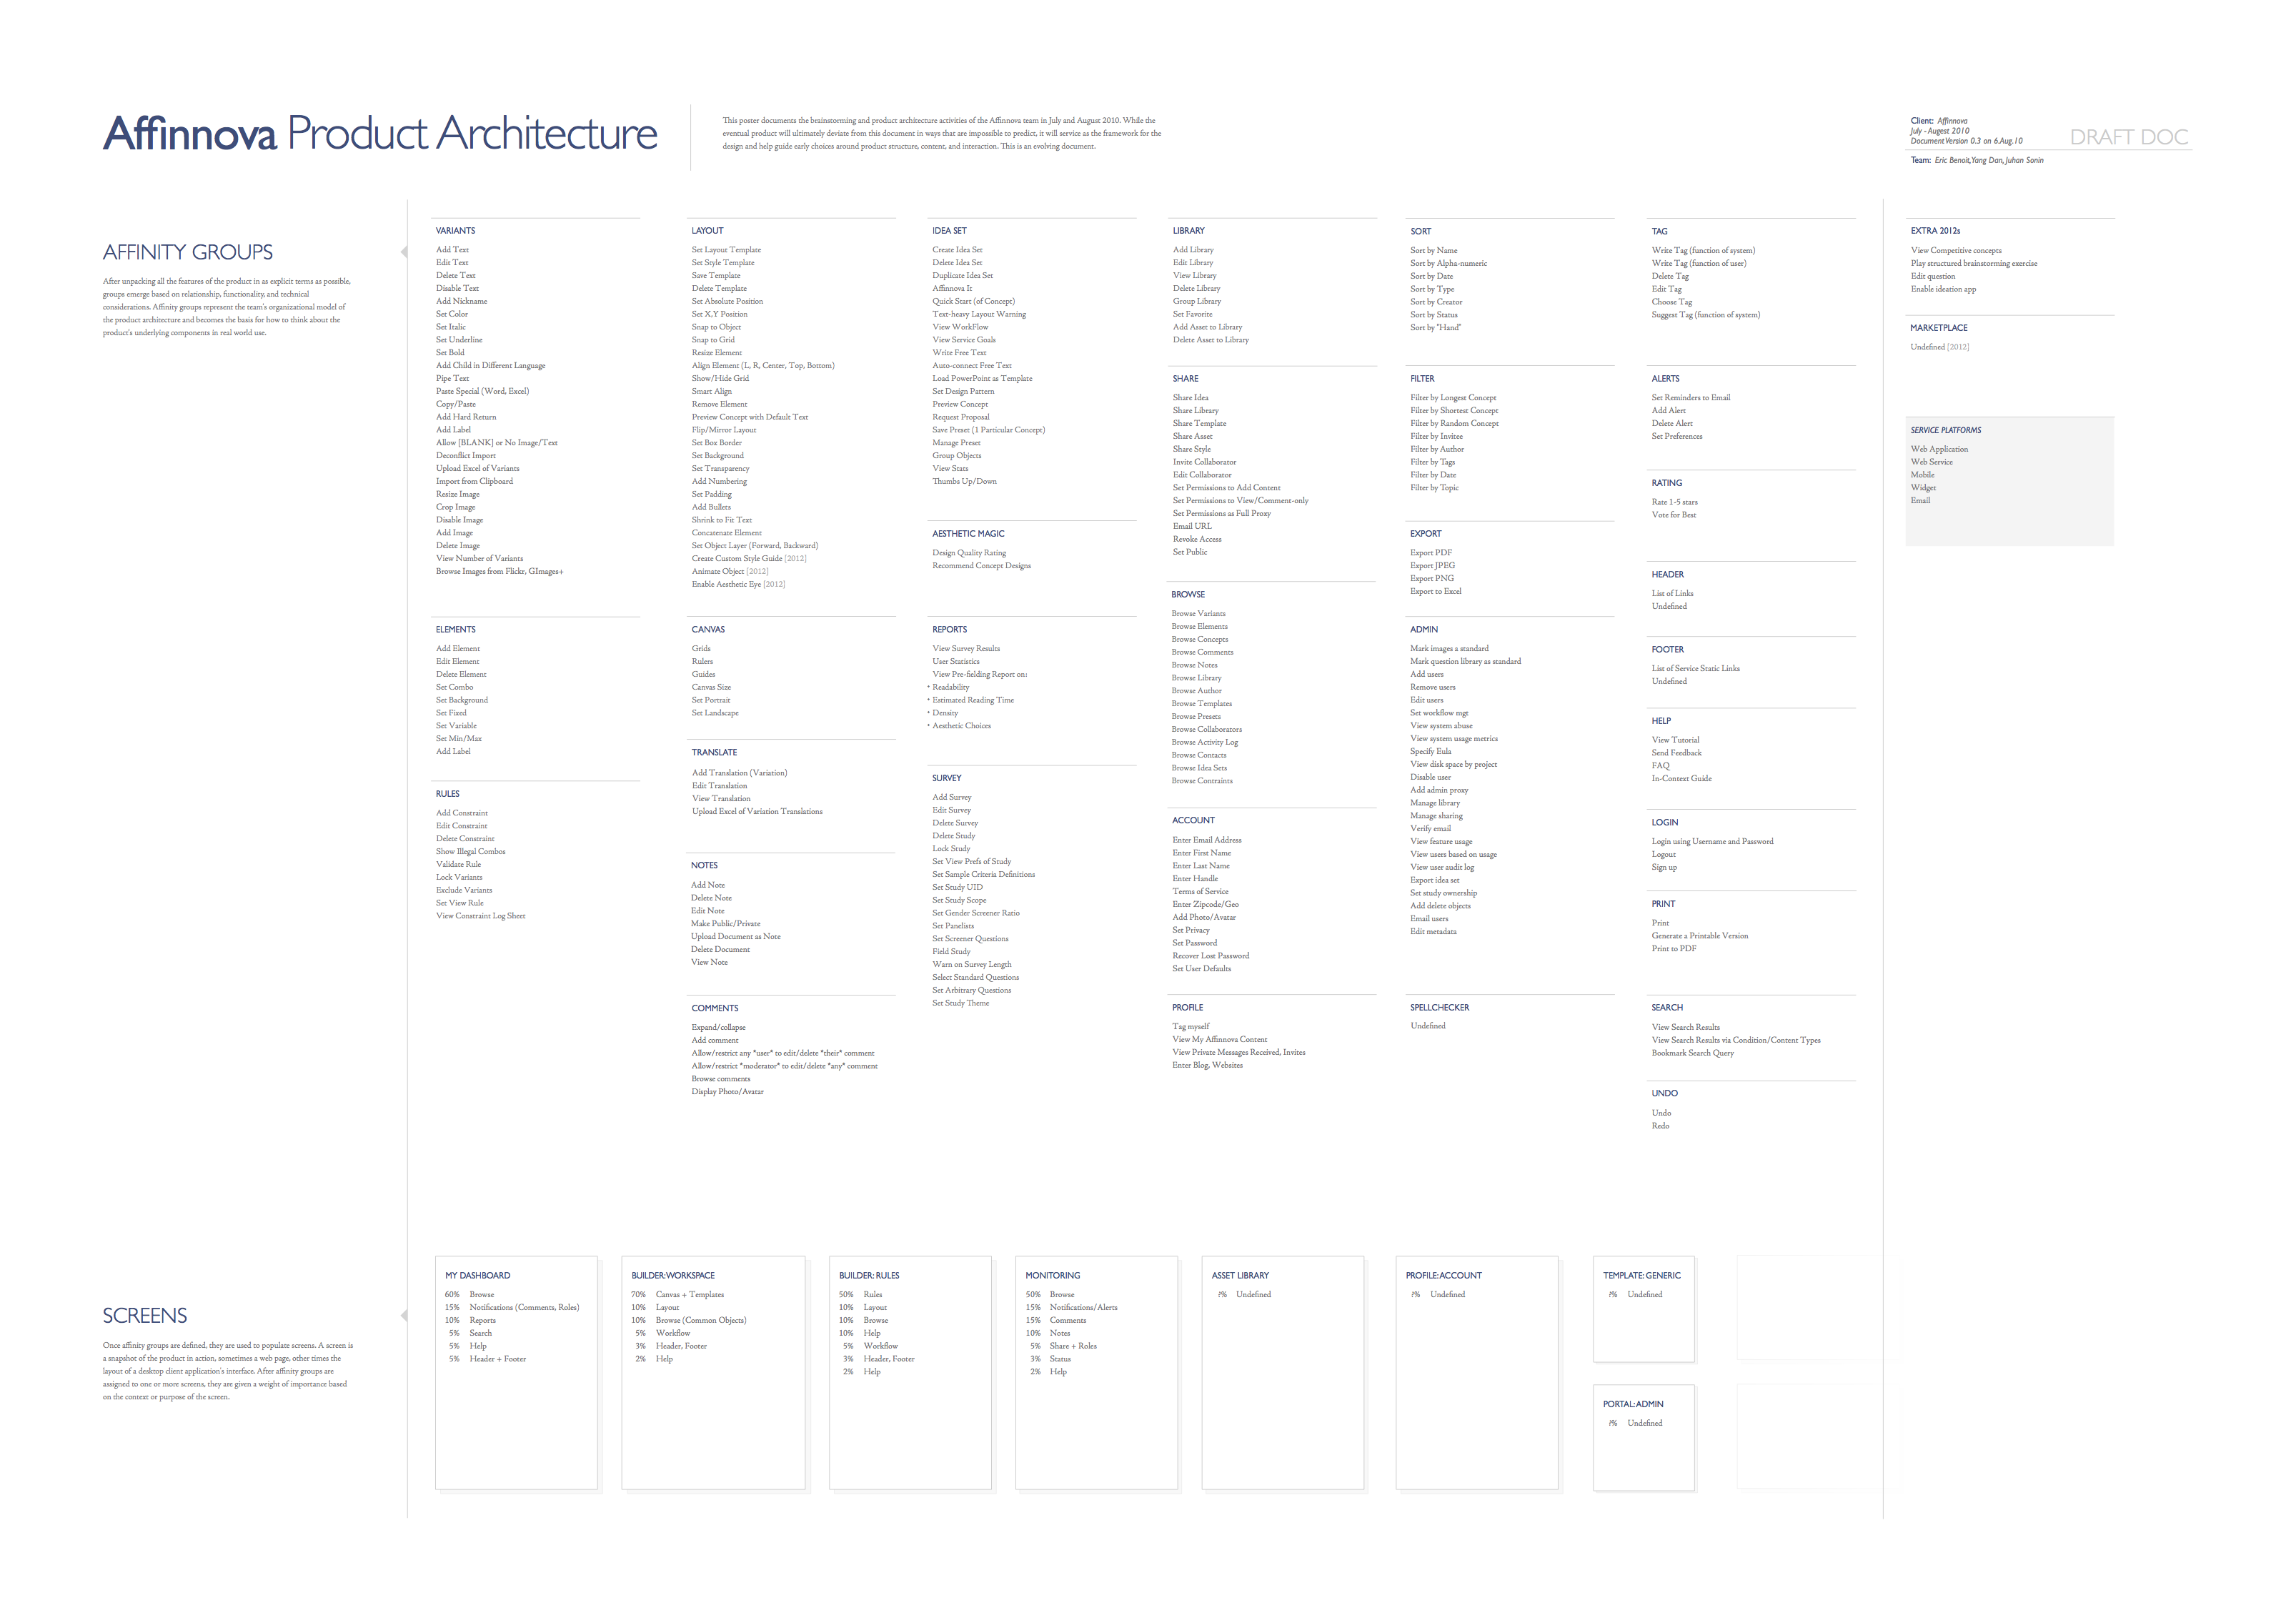 Affinnova Product Architecture
This poster documents the brainstorming and product architecture activities of the Affinnova team in July and August 2010. While the
eventual product will ultimately deviate from this document in ways that are impossible to predict, it will service as the framework for the
design and help guide early choices around product structure, content, and interaction. This is an evolving document.
Client: Affinnova
July - Augest 2010
Document Version 0.3 on 6.Aug.10
DRAFT DOC
Team: Eric Benoit, Yang Dan, Juhan Sonin
AFFINITY GROUPS
After unpacking all the features of the product in as explicit terms as possible,
groups emerge based on relationship, functionality, and technical
considerations. Affinity groups represent the team's organizational model of
the product architecture and becomes the basis for how to think about the
product's underlying components in real world use.
VARIANTS
Add Text
Edit Text
Delete Text
Disable Text
Add Nickname
Set Color
Set Italic
Set Underline
Set Bold
Add Child in Different Language
Pipe Text
Paste Special (Word, Excel)
Copy/Paste
Add Hard Return
Add Label
Allow [BLANK] or No Image/Text
Deconflict Import
Upload Excel of Variants
Import from Clipboard
Resize Image
Crop Image
Disable Image
Add Image
Delete Image
View Number of Variants
Browse Images from Flickr, GImages+
ELEMENTS
Add Element
Edit Element
Delete Element
Set Combo
Set Background
Set Fixed
Set Variable
Set Min/Max
Add Label
RULES
Add Constraint
Edit Constraint
Delete Constraint
Show Illegal Combos
Validate Rule
Lock Variants
Exclude Variants
Set View Rule
View Constraint Log Sheet
LAYOUT
Set Layout Template
Set Style Template
Save Template
Delete Template
Set Absolute Position
Set X,Y Position
Snap to Object
Snap to Grid
Resize Element
Align Element (L, R, Center, Top, Bottom)
Show/Hide Grid
Smart Align
Remove Element
Preview Concept with Default Text
Flip/Mirror Layout
Set Box Border
Set Background
Set Transparency
Add Numbering
Set Padding
Add Bullets
Shrink to Fit Text
Concatenate Element
Set Object Layer (Forward, Backward)
Create Custom Style Guide [2012]
Animate Object [2012]
Enable Aesthetic Eye [2012]
CANVAS
Grids
Rulers
Guides
Canvas Size
Set Portrait
Set Landscape
TRANSLATE
Add Translation (Variation)
Edit Translation
View Translation
Upload Excel of Variation Translations
NOTES
Add Note
Delete Note
Edit Note
Make Public/Private
Upload Document as Note
Delete Document
View Note
COMMENTS
Expand/collapse
Add comment
Allow/restrict any *user* to edit/delete *their* comment
Allow/restrict *moderator* to edit/delete *any* comment
Browse comments
Display Photo/Avatar
IDEA SET
Create Idea Set
Delete Idea Set
Duplicate Idea Set
Affinnova It
Quick Start (of Concept)
Text-heavy Layout Warning
View WorkFlow
View Service Goals
Write Free Text
Auto-connect Free Text
Load PowerPoint as Template
Set Design Pattern
Preview Concept
Request Proposal
Save Preset (1 Particular Concept)
Manage Preset
Group Objects
View Stats
Thumbs Up/Down
AESTHETIC MAGIC
Design Quality Rating
Recommend Concept Designs
REPORTS
View Survey Results
User Statistics
View Pre-fielding Report on:
• Readability
• Estimated Reading Time
• Density
• Aesthetic Choices
SURVEY
Add Survey
Edit Survey
Delete Survey
Delete Study
Lock Study
Set View Prefs of Study
Set Sample Criteria Definitions
Set Study UID
Set Study Scope
Set Gender Screener Ratio
Set Panelists
Set Screener Questions
Field Study
Warn on Survey Length
Select Standard Questions
Set Arbitrary Questions
Set Study Theme
LIBRARY
Add Library
Edit Library
View Library
Delete Library
Group Library
Set Favorite
Add Asset to Library
Delete Asset to Library
SHARE
Share Idea
Share Library
Share Template
Share Asset
Share Style
Invite Collaborator
Edit Collaborator
Set Permissions to Add Content
Set Permissions to View/Comment-only
Set Permissions as Full Proxy
Email URL
Revoke Access
Set Public
BROWSE
Browse Variants
Browse Elements
Browse Concepts
Browse Comments
Browse Notes
Browse Library
Browse Author
Browse Templates
Browse Presets
Browse Collaborators
Browse Activity Log
Browse Contacts
Browse Idea Sets
Browse Contraints
ACCOUNT
Enter Email Address
Enter First Name
Enter Last Name
Enter Handle
Terms of Service
Enter Zipcode/Geo
Add Photo/Avatar
Set Privacy
Set Password
Recover Lost Password
Set User Defaults
PROFILE
Tag myself
View My Affinnova Content
View Private Messages Received, Invites
Enter Blog, Websites
SORT
Sort by Name
Sort by Alpha-numeric
Sort by Date
Sort by Type
Sort by Creator
Sort by Status
Sort by "Hand"
FILTER
Filter by Longest Concept
Filter by Shortest Concept
Filter by Random Concept
Filter by Invitee
Filter by Author
Filter by Tags
Filter by Date
Filter by Topic
EXPORT
Export PDF
Export JPEG
Export PNG
Export to Excel
ADMIN
Mark images a standard
Mark question library as standard
Add users
Remove users
Edit users
Set workflow mgt
View system abuse
View system usage metrics
Specify Eula
View disk space by project
Disable user
Add admin proxy
Manage library
Manage sharing
Verify email
View feature usage
View users based on usage
View user audit log
Export idea set
Set study ownership
Add delete objects
Email users
Edit metadata
SPELLCHECKER
Undefined
TAG
Write Tag (function of system)
Write Tag (function of user)
Delete Tag
Edit Tag
Choose Tag
Suggest Tag (function of system)
ALERTS
Set Reminders to Email
Add Alert
Delete Alert
Set Preferences
RATING
Rate 1-5 stars
Vote for Best
HEADER
List of Links
Undefined
FOOTER
List of Service Static Links
Undefined
HELP
View Tutorial
Send Feedback
FAQ
In-Context Guide
LOGIN
Login using Username and Password
Logout
Sign up
PRINT
Print
Generate a Printable Version
Print to PDF
SEARCH
View Search Results
View Search Results via Condition/Content Types
Bookmark Search Query
UNDO
Undo
Redo
EXTRA 2012s
View Competitive concepts
Play structured brainstorming exercise
Edit question
Enable ideation app
MARKETPLACE
Undefined [2012]
SERVICE PLATFORMS
Web Application
Web Service
Mobile
Widget
Email
SCREENS
Once affinity groups are defined, they are used to populate screens. A screen is
a snapshot of the product in action, sometimes a web page, other times the
layout of a desktop client application's interface. After affinity groups are
assigned to one or more screens, they are given a weight of importance based
on the context or purpose of the screen.
MY DASHBOARD
60% Browse
15% Notifications (Comments, Roles)
10% Reports
5% Search
5% Help
5% Header + Footer
BUILDER: WORKSPACE
70% Canvas + Templates
10% Layout
10% Browse (Common Objects)
5% Workflow
3% Header, Footer
2% Help
BUILDER: RULES
50% Rules
10% Layout
10% Browse
10% Help
5% Workflow
3% Header, Footer
2% Help
MONITORING
50% Browse
15% Notifications/Alerts
15% Comments
10% Notes
5% Share + Roles
3% Status
2% Help
ASSET LIBRARY
?% Undefined
PROFILE: ACCOUNT
?% Undefined
TEMPLATE: GENERIC
?% Undefined
PORTAL: ADMIN
?% Undefined